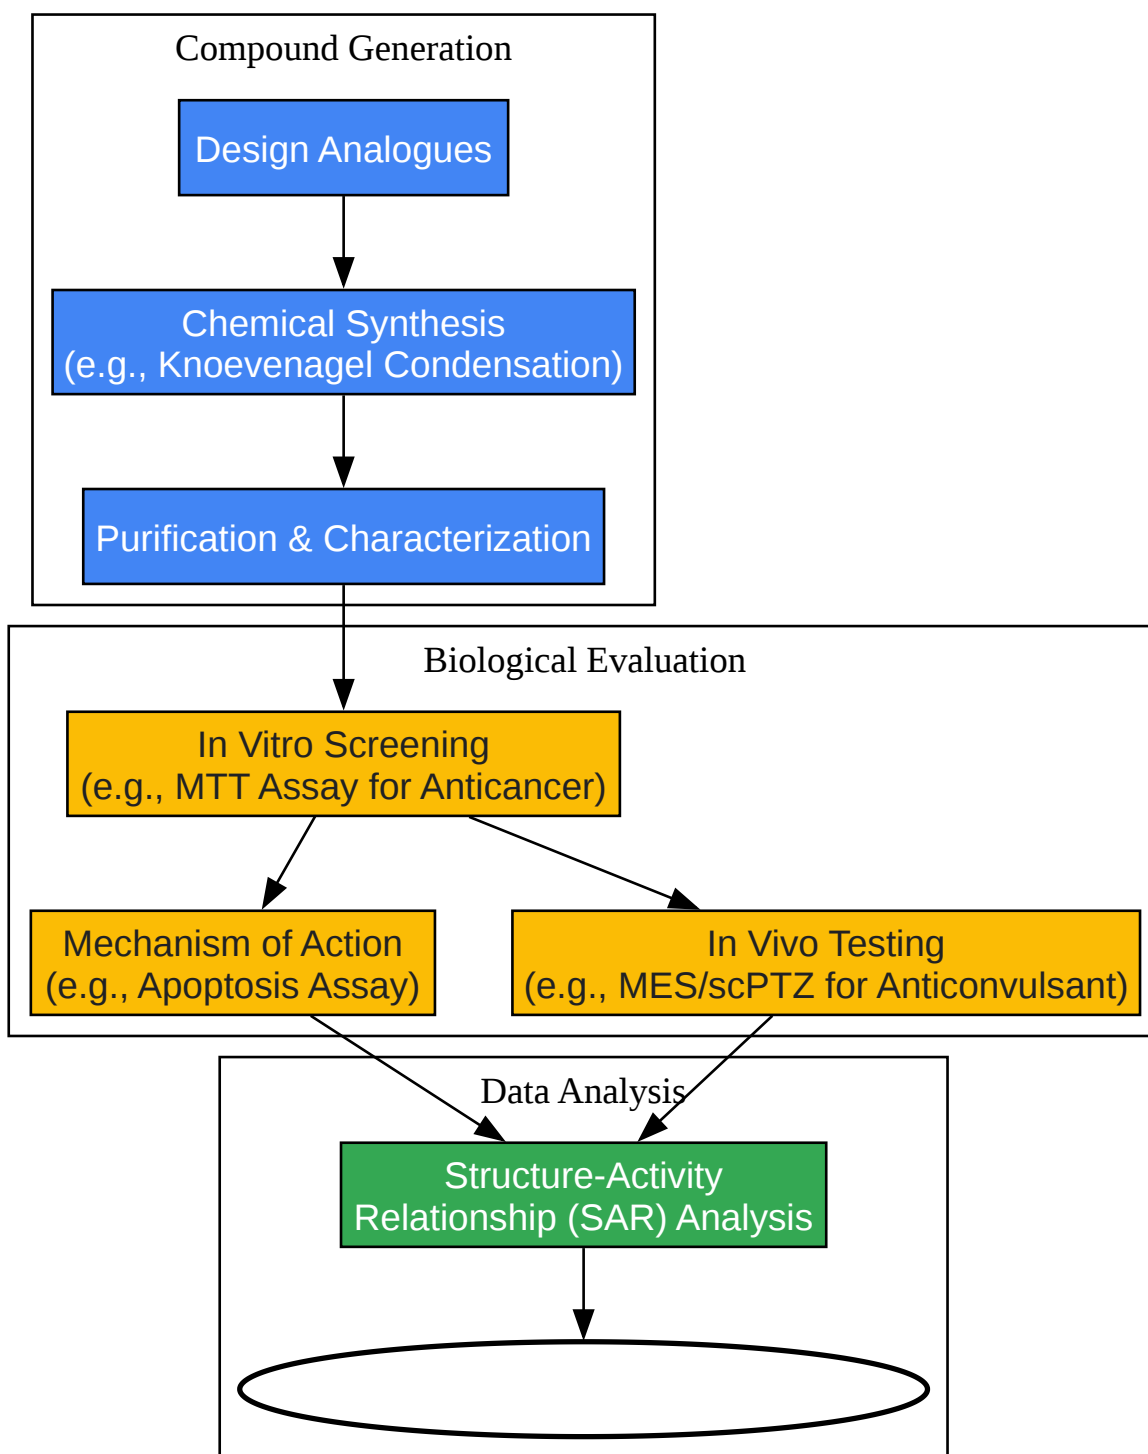 Compound Generation
Design Analogues
Chemical Synthesis
(e.g., Knoevenagel Condensation)
Purification & Characterization
Biological Evaluation
In Vitro Screening
(e.g., MTT Assay for Anticancer)
Mechanism of Action
(e.g., Apoptosis Assay)
In Vivo Testing
(e.g., MES/scPTZ for Anticonvulsant)
Data Analysis
Structure-Activity
Relationship (SAR) Analysis